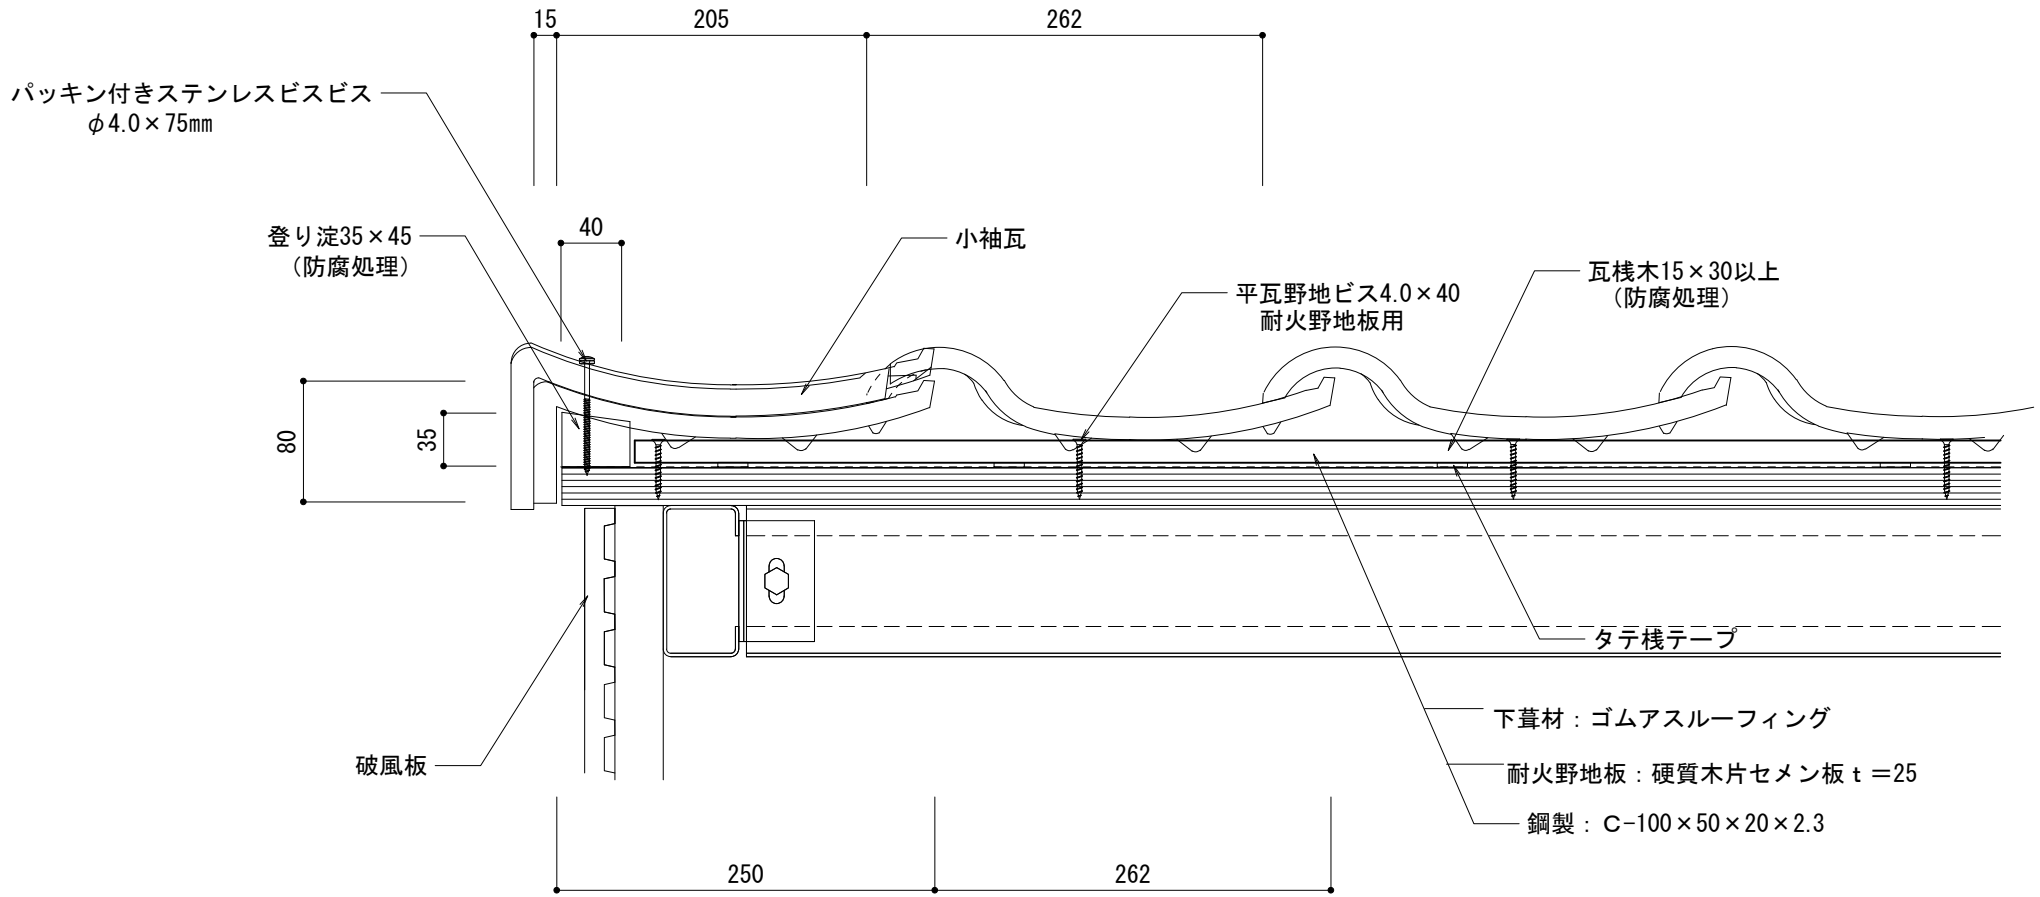 15
205
262
パッキン付きステンレスビスビス
φ4.0×75㎜
登り淀35×45
（防腐処理）
40
小袖瓦
平瓦野地ビス4.0×40
耐火野地板用
瓦桟木15×30以上
（防腐処理）
80
35
タテ桟テープ
下葺材：ゴムアスルーフィング
破風板
耐火野地板：硬質木片セメン板ｔ＝25
鋼製：Ｃ-100×50×20×2.3
250
262